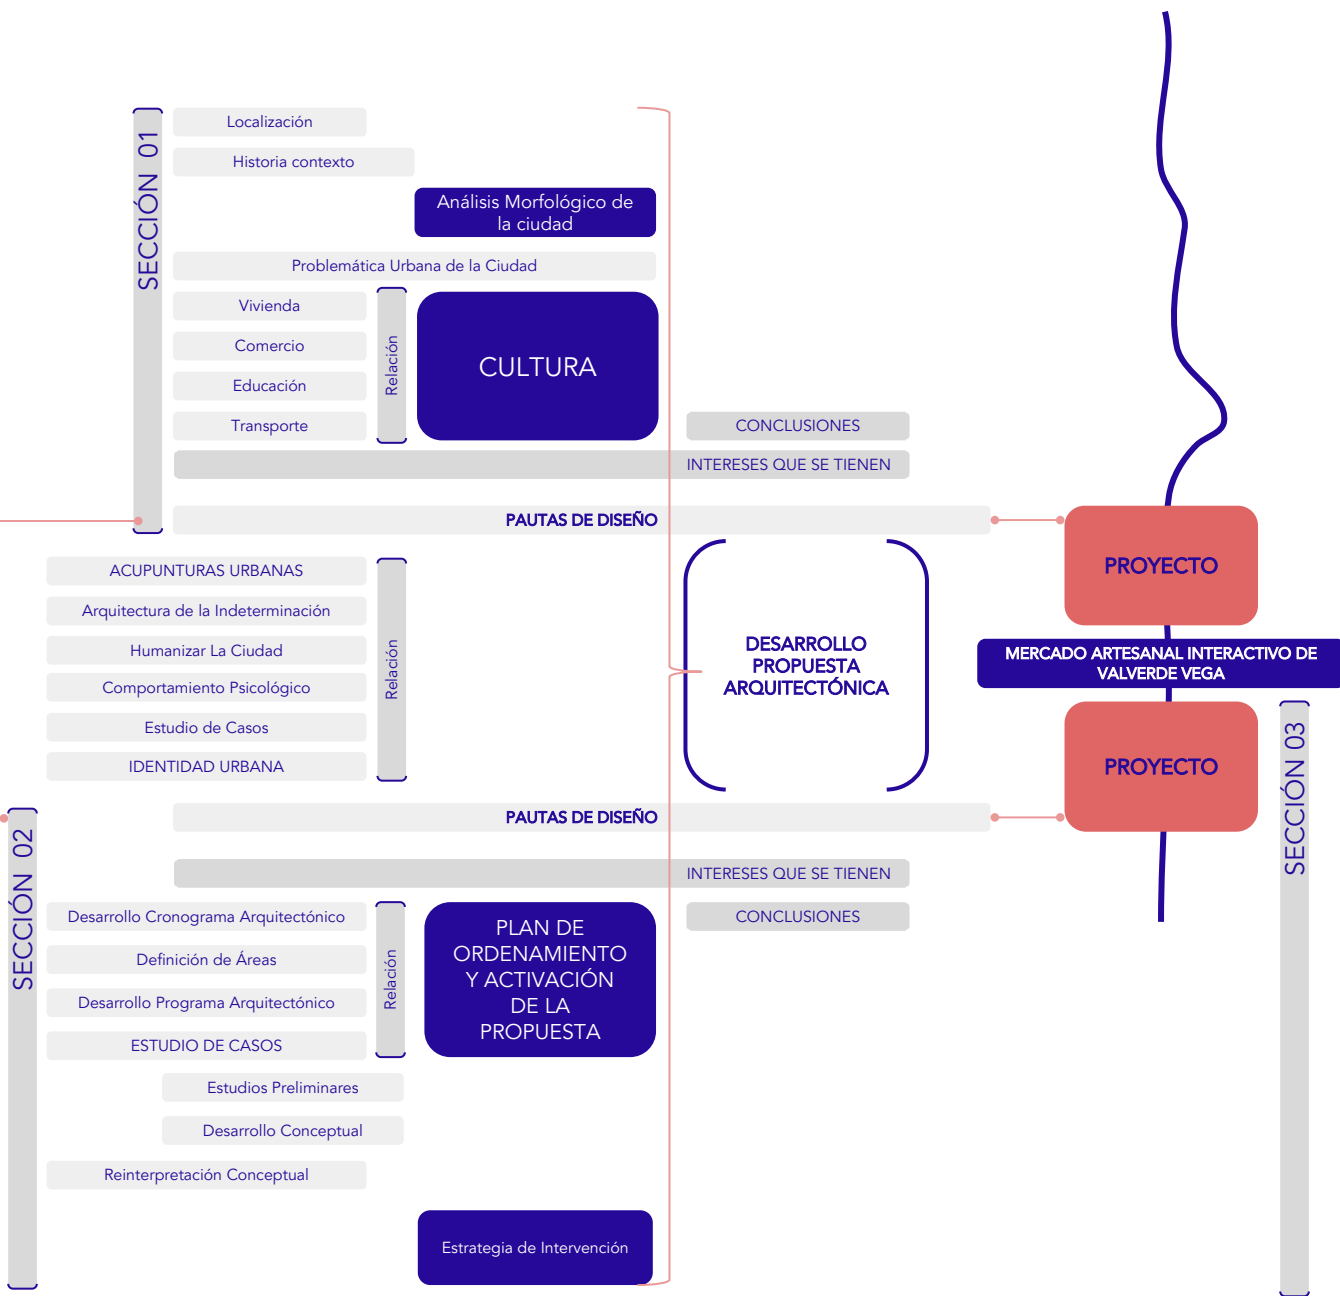 SECCIÓN 01
Localización
Historia contexto
Análisis Morfológico de
la ciudad
Problemática Urbana de la Ciudad
Vivienda
Comercio
Educación
Transporte
Relación
CULTURA
CONCLUSIONES
INTERESES QUE SE TIENEN
PAUTAS DE DISEÑO
PROYECTO
ACUPUNTURAS URBANAS
Arquitectura de la Indeterminación
Humanizar La Ciudad
Comportamiento Psicológico
Estudio de Casos
IDENTIDAD URBANA
Relación
DESARROLLO
PROPUESTA
ARQUITECTÓNICA
MERCADO ARTESANAL INTERACTIVO DE
VALVERDE VEGA
PROYECTO
SECCIÓN 03
PAUTAS DE DISEÑO
SECCIÓN 02
INTERESES QUE SE TIENEN
CONCLUSIONES
Desarrollo Cronograma Arquitectónico
Definición de Áreas
Desarrollo Programa Arquitectónico
ESTUDIO DE CASOS
Relación
PLAN DE
ORDENAMIENTO
Y ACTIVACIÓN
DE LA
PROPUESTA
Estudios Preliminares
Desarrollo Conceptual
Reinterpretación Conceptual
Estrategia de Intervención